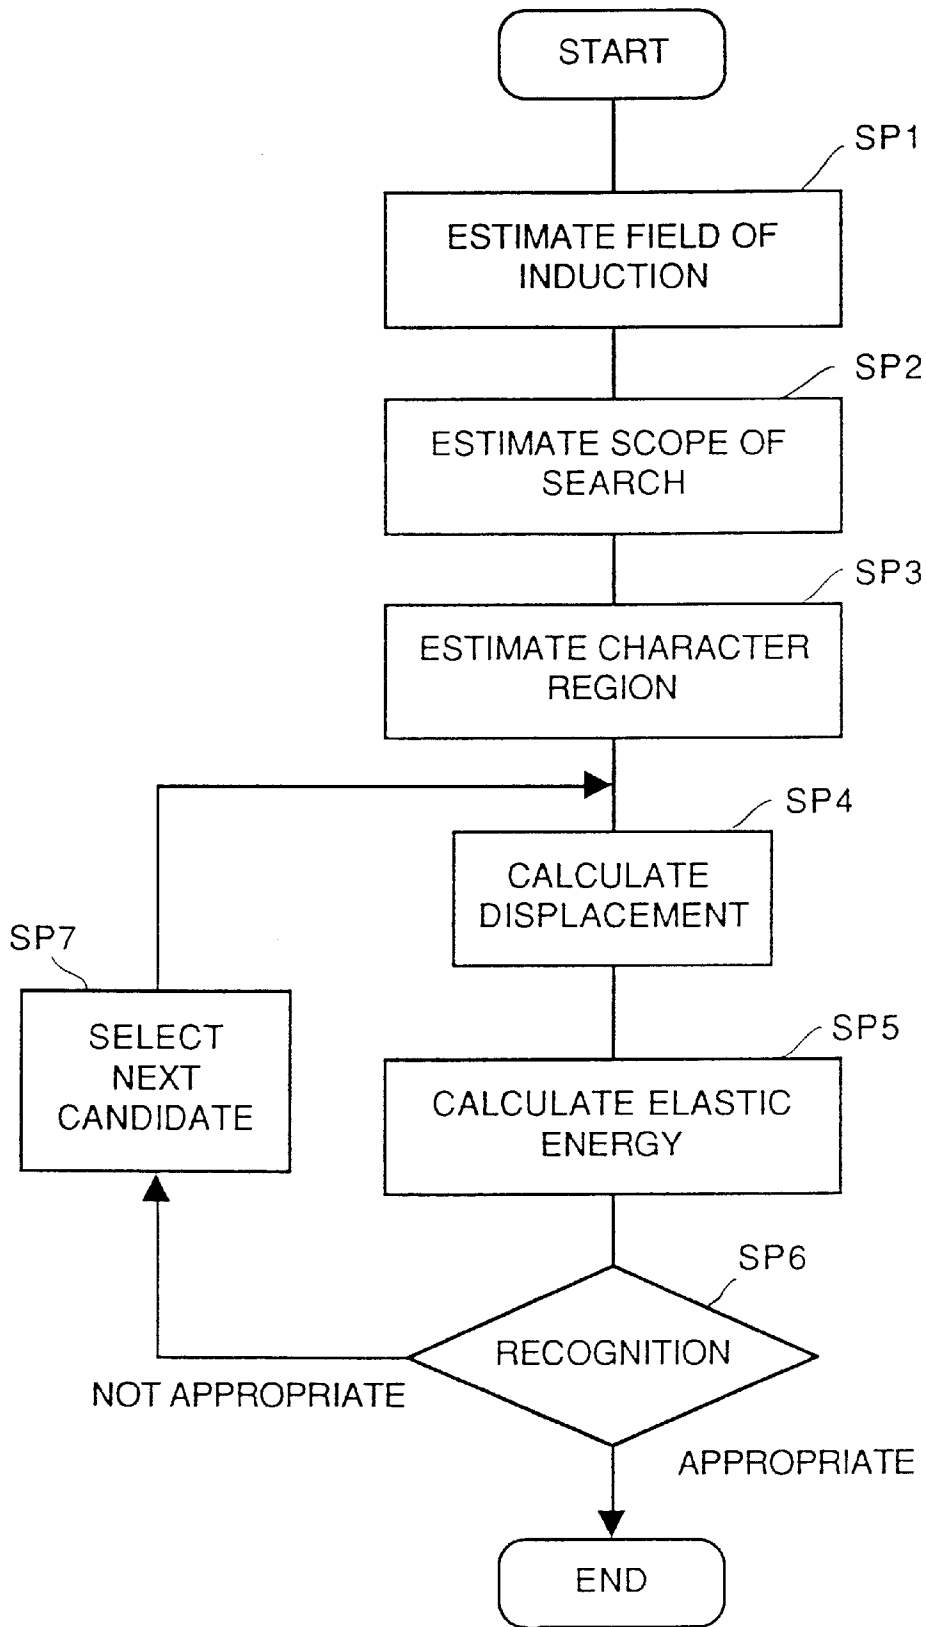 START
SP1
ESTIMATE FIELD OF
INDUCTION
SP2
ESTIMATE SCOPE OF
SEARCH
SP3
ESTIMATE CHARACTER
REGION
SP4
CALCULATE
DISPLACEMENT
SP7
SELECT
NEXT
CANDIDATE
SP5
CALCULATE ELASTIC
ENERGY
SP6
RECOGNITION
NOT APPROPRIATE
APPROPRIATE
END